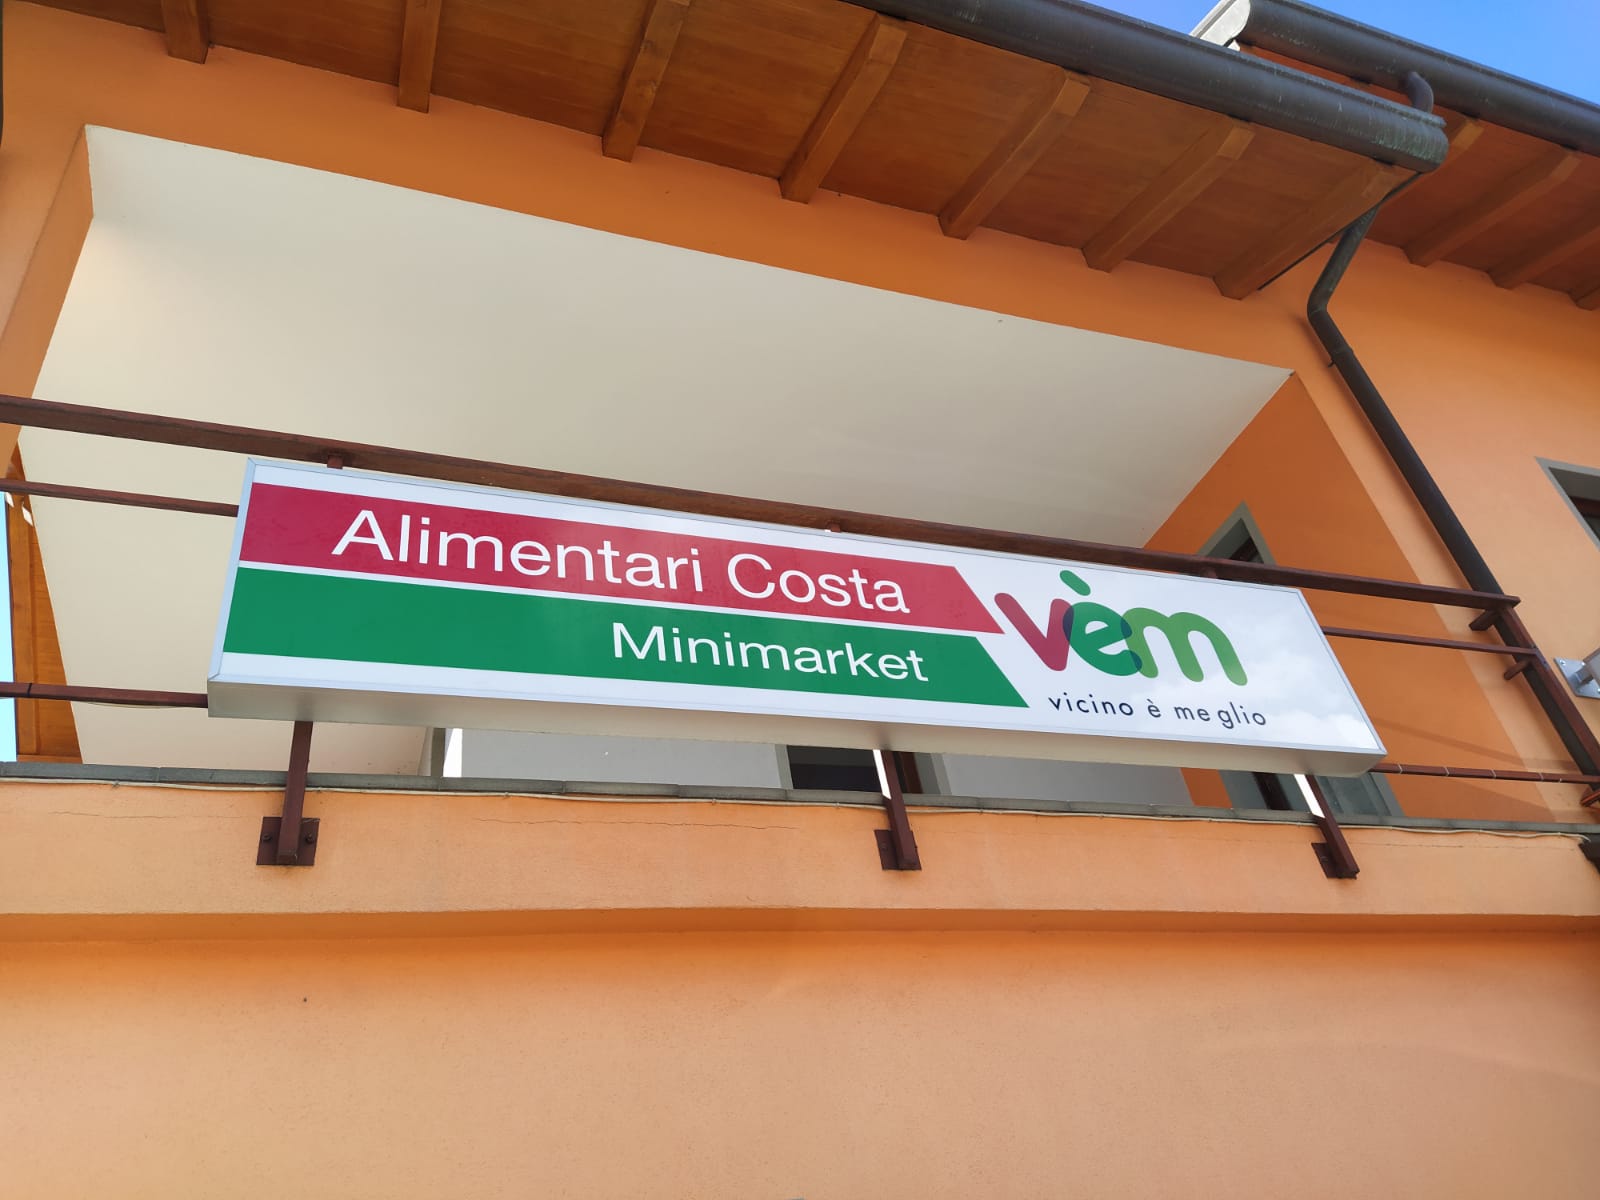 Alimentari Costa
Minimarket
vèm
vicino è meglio